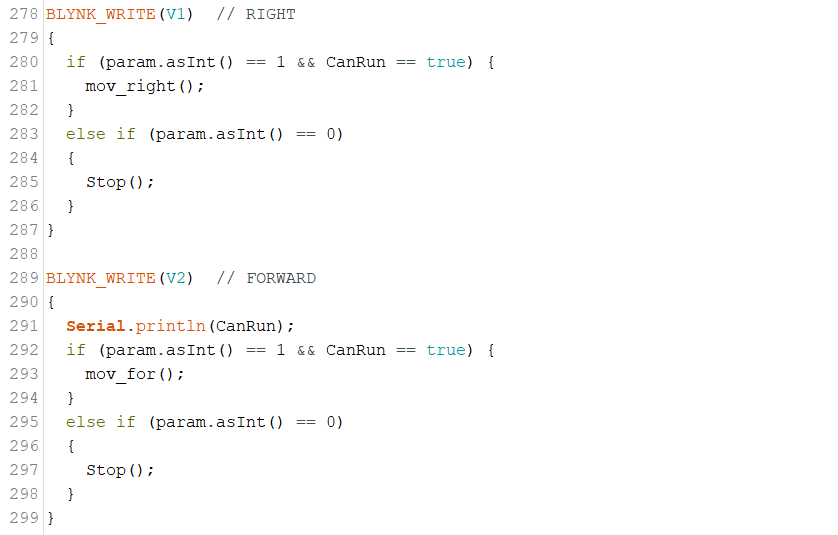 278 BLYNK_WRITE(V1)  // RIGHT
279 {
280   if (param.asInt() == 1 && CanRun == true) {
281     mov_right();
282   }
283   else if (param.asInt() == 0)
284   {
285     Stop();
286   }
287 }
288
289 BLYNK_WRITE(V2)  // FORWARD
290 {
291   Serial.println(CanRun);
292   if (param.asInt() == 1 && CanRun == true) {
293     mov_for();
294   }
295   else if (param.asInt() == 0)
296   {
297     Stop();
298   }
299 }